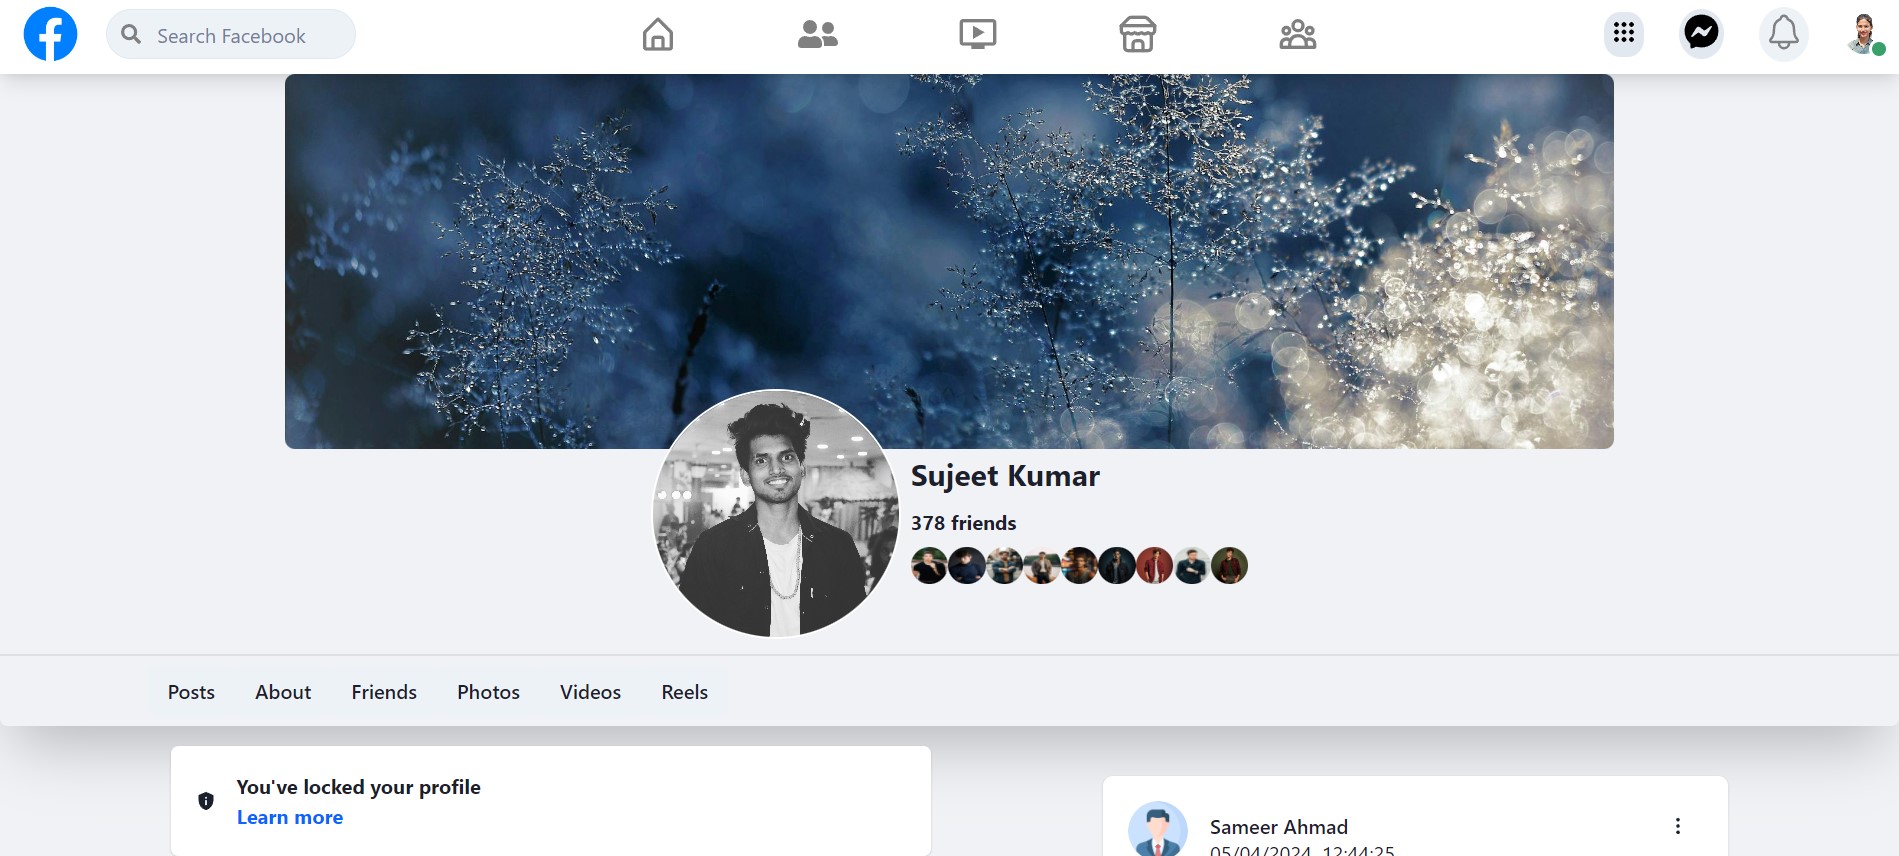 Search Facebook
Sujeet Kumar
378 friends
Posts About Friends Photos Videos Reels
You've locked your profile
Learn more
Sameer Ahmad
05/04/2024, 12:44:25